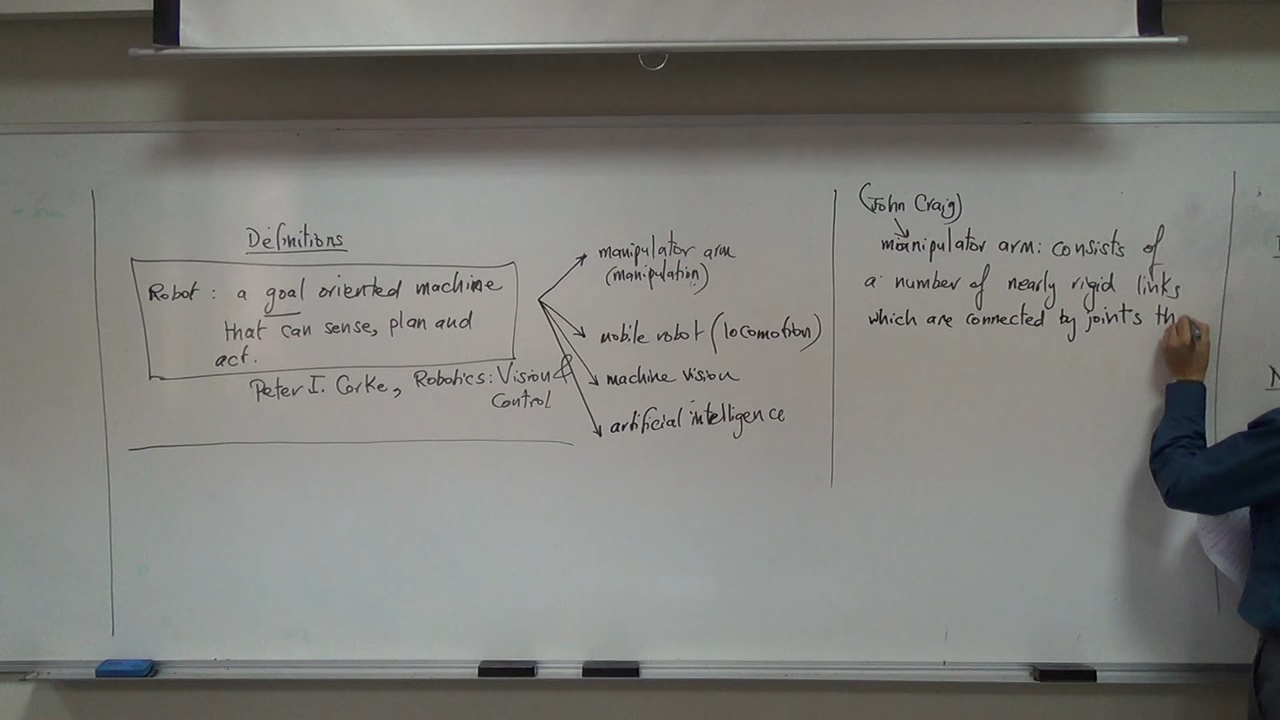 Definitions
Robot : a goal oriented machine
that can sense, plan and
act.
Peter I. Corke, Robotics: Vision &
Control
manipulator arm
(manipulation)
mobile robot (locomotion)
machine vision
artificial intelligence
(John Craig)
manipulator arm: consists of
a number of nearly rigid links
which are connected by joints th
N